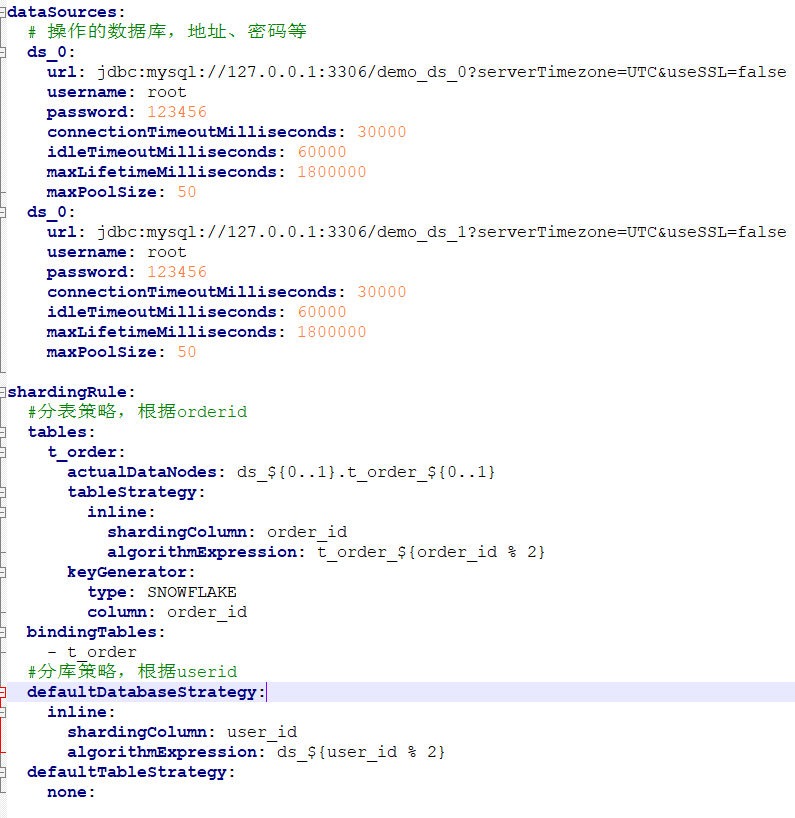 dataSources:
  # 操作的数据库，地址、密码等
  ds_0:
    url: jdbc:mysql://127.0.0.1:3306/demo_ds_0?serverTimezone=UTC&useSSL=false
    username: root
    password: 123456
    connectionTimeoutMilliseconds: 30000
    idleTimeoutMilliseconds: 60000
    maxLifetimeMilliseconds: 1800000
    maxPoolSize: 50
  ds_0:
    url: jdbc:mysql://127.0.0.1:3306/demo_ds_1?serverTimezone=UTC&useSSL=false
    username: root
    password: 123456
    connectionTimeoutMilliseconds: 30000
    idleTimeoutMilliseconds: 60000
    maxLifetimeMilliseconds: 1800000
    maxPoolSize: 50

shardingRule:
  #分表策略，根据orderid
  tables:
    t_order:
      actualDataNodes: ds_${0..1}.t_order_${0..1}
      tableStrategy:
        inline:
          shardingColumn: order_id
          algorithmExpression: t_order_${order_id % 2}
      keyGenerator:
        type: SNOWFLAKE
        column: order_id
  bindingTables:
    - t_order
  #分库策略，根据userid
  defaultDatabaseStrategy:
    inline:
      shardingColumn: user_id
      algorithmExpression: ds_${user_id % 2}
  defaultTableStrategy:
    none: